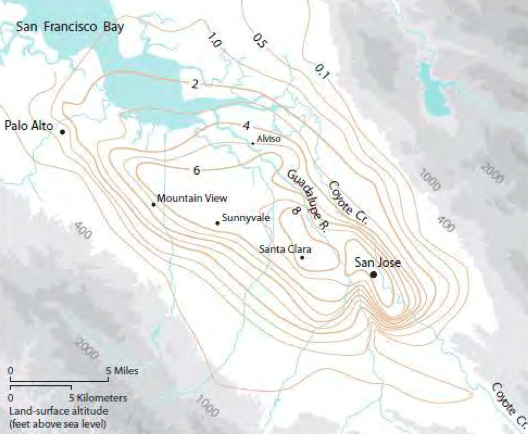 San Francisco Bay
1.0
0.5
0.1
2
Palo Alto
4
Alviso
6
Mountain View
Sunnyvale
8
Guadalupe R.
Coyote Cr.
Santa Clara
San Jose
1000
2000
400
400
2000
1000
0 5 Miles
0 5 Kilometers
Land-surface altitude
(feet above sea level)
Coyote Cr.